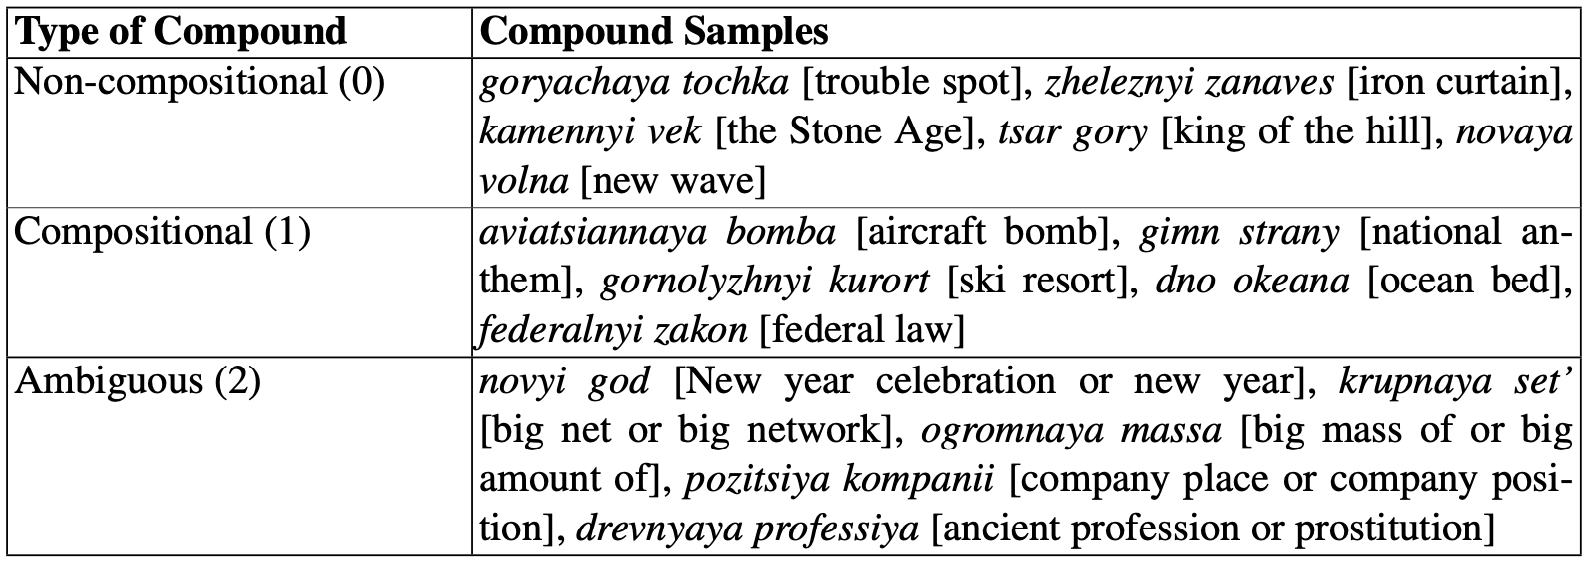 Type of Compound Compound Samples
Non-compositional (0) goryachaya tochka [trouble spot], zheleznyi zanaves [iron curtain],
kamennyi vek [the Stone Age], tsar gory [king of the hill], novaya
volna [new wave]
Compositional (1) aviatsiannaya bomba [aircraft bomb], gimn strany [national an-
them], gornolyzhnyi kurort [ski resort], dno okeana [ocean bed],
federalnyi zakon [federal law]
Ambiguous (2) novyi god [New year celebration or new year], krupnaya set’
[big net or big network], ogromnaya massa [big mass of or big
amount of], pozitsiya kompanii [company place or company posi-
tion], drevnyaya professiya [ancient profession or prostitution]